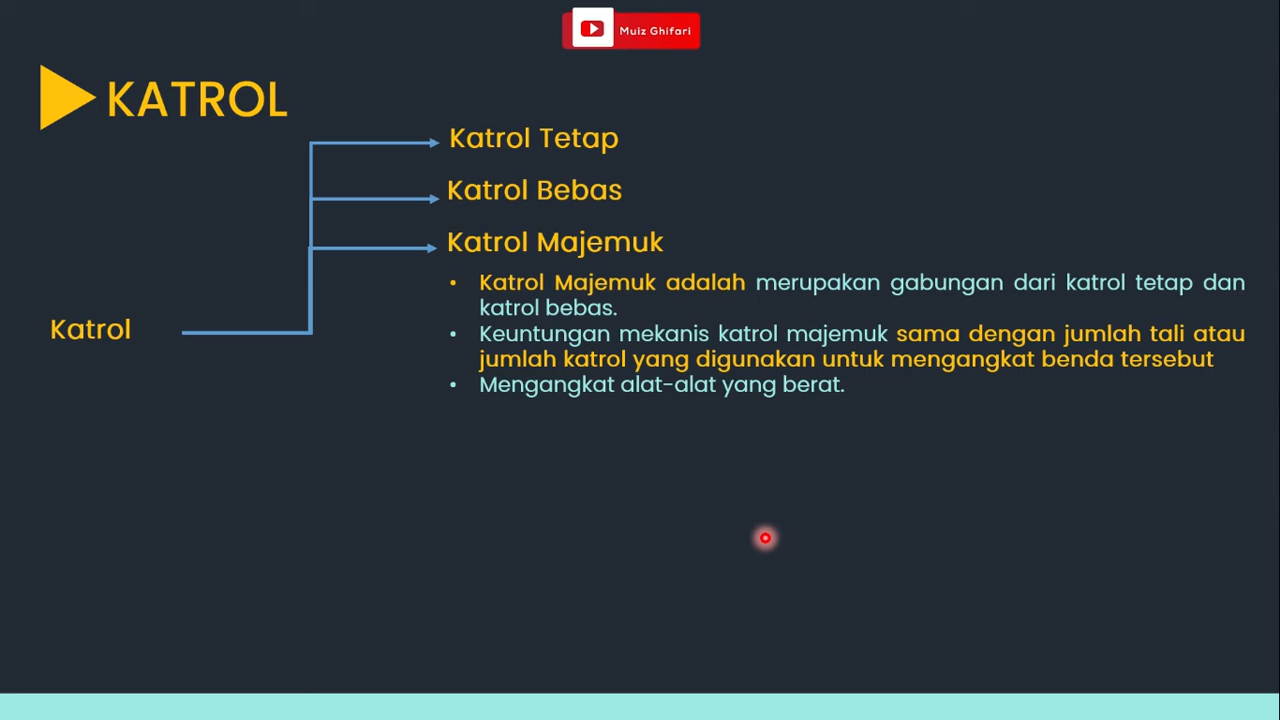 Muiz Ghifari
KATROL
Katrol Tetap
Katrol Bebas
Katrol Majemuk
• Katrol Majemuk adalah merupakan gabungan dari katrol tetap dan
katrol bebas.
• Keuntungan mekanis katrol majemuk sama dengan jumlah tali atau
jumlah katrol yang digunakan untuk mengangkat benda tersebut
• Mengangkat alat-alat yang berat.
Katrol